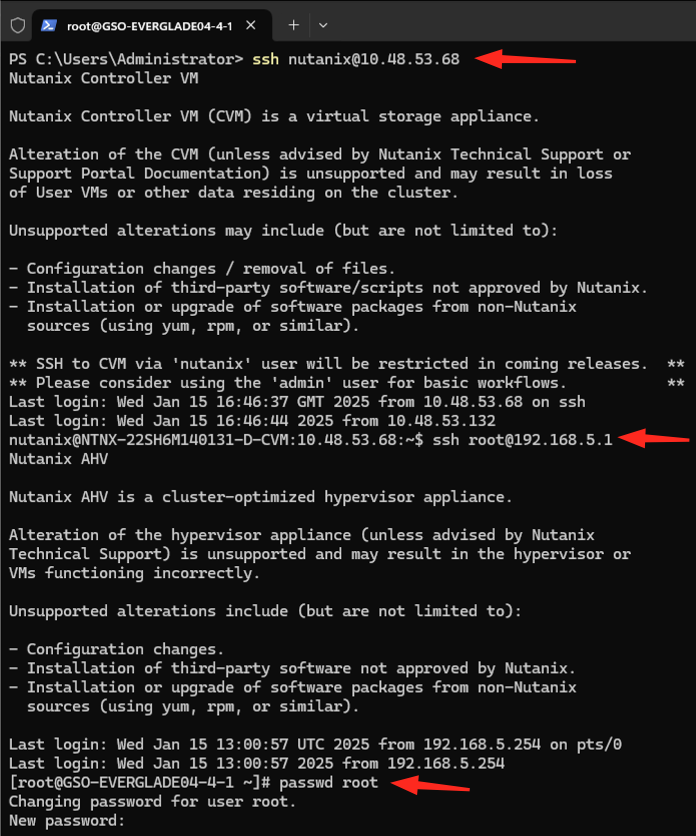 root@GSO-EVERGLADE04-4-1
PS C:\Users\Administrator> ssh nutanix@10.48.53.68
Nutanix Controller VM
Nutanix Controller VM (CVM) is a virtual storage appliance.
Alteration of the CVM (unless advised by Nutanix Technical Support or
Support Portal Documentation) is unsupported and may result in loss
of User VMs or other data residing on the cluster.
Unsupported alterations may include (but are not limited to):
- Configuration changes / removal of files.
- Installation of third-party software/scripts not approved by Nutanix.
- Installation or upgrade of software packages from non-Nutanix
sources (using yum, rpm, or similar).
** SSH to CVM via 'nutanix' user will be restricted in coming releases. **
** Please consider using the 'admin' user for basic workflows. **
Last login: Wed Jan 15 16:46:37 GMT 2025 from 10.48.53.68 on ssh
Last login: Wed Jan 15 16:46:44 2025 from 10.48.53.132
nutanix@NTNX-22SH6M140131-D-CVM:10.48.53.68:~$ ssh root@192.168.5.1
Nutanix AHV
Nutanix AHV is a cluster-optimized hypervisor appliance.
Alteration of the hypervisor appliance (unless advised by Nutanix
Technical Support) is unsupported and may result in the hypervisor or
VMs functioning incorrectly.
Unsupported alterations include (but are not limited to):
- Configuration changes.
- Installation of third-party software not approved by Nutanix.
- Installation or upgrade of software packages from non-Nutanix
sources (using yum, rpm, or similar).
Last login: Wed Jan 15 13:00:57 UTC 2025 from 192.168.5.254 on pts/0
Last login: Wed Jan 15 13:00:57 2025 from 192.168.5.254
[root@GSO-EVERGLADE04-4-1 ~]# passwd root
Changing password for user root.
New password: